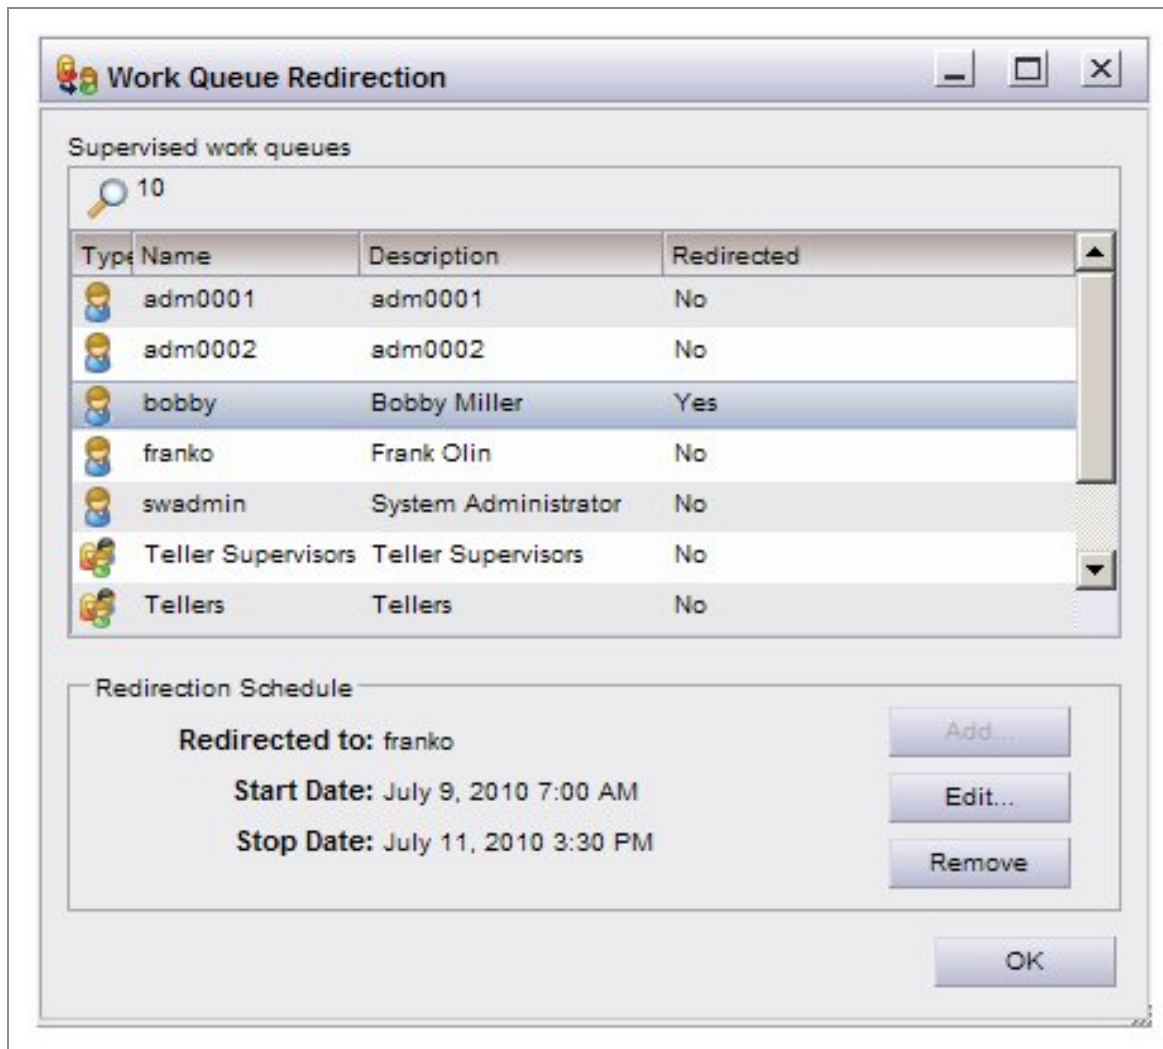 Work Queue Redirection
Supervised work queues
10
Type Name Description Redirected
adm0001 adm0001 No
adm0002 adm0002 No
bobby Bobby Miller Yes
franko Frank Olin No
swadmin System Administrator No
Teller Supervisors Teller Supervisors No
Tellers Tellers No
Redirection Schedule
Redirected to: franko
Add...
Start Date: July 9, 2010 7:00 AM
Edit...
Stop Date: July 11, 2010 3:30 PM
Remove
OK